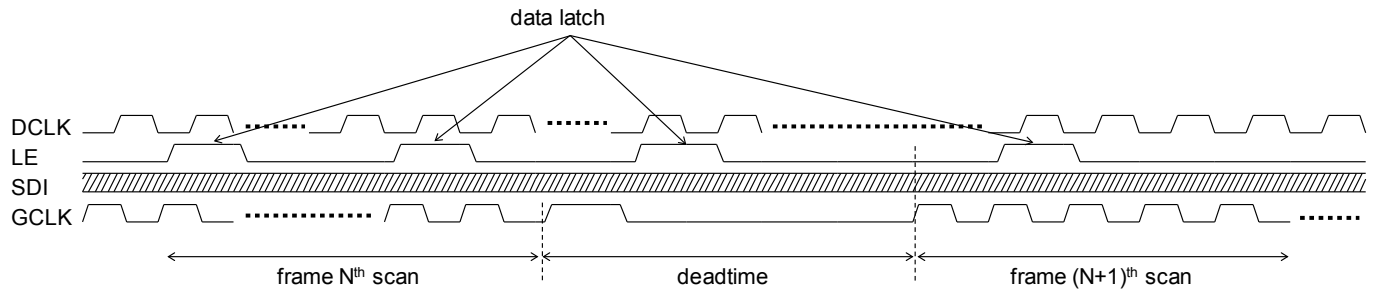 data latch
DCLK
LE
SDI
GCLK
frame Nth scan
deadtime
frame (N+1)th scan